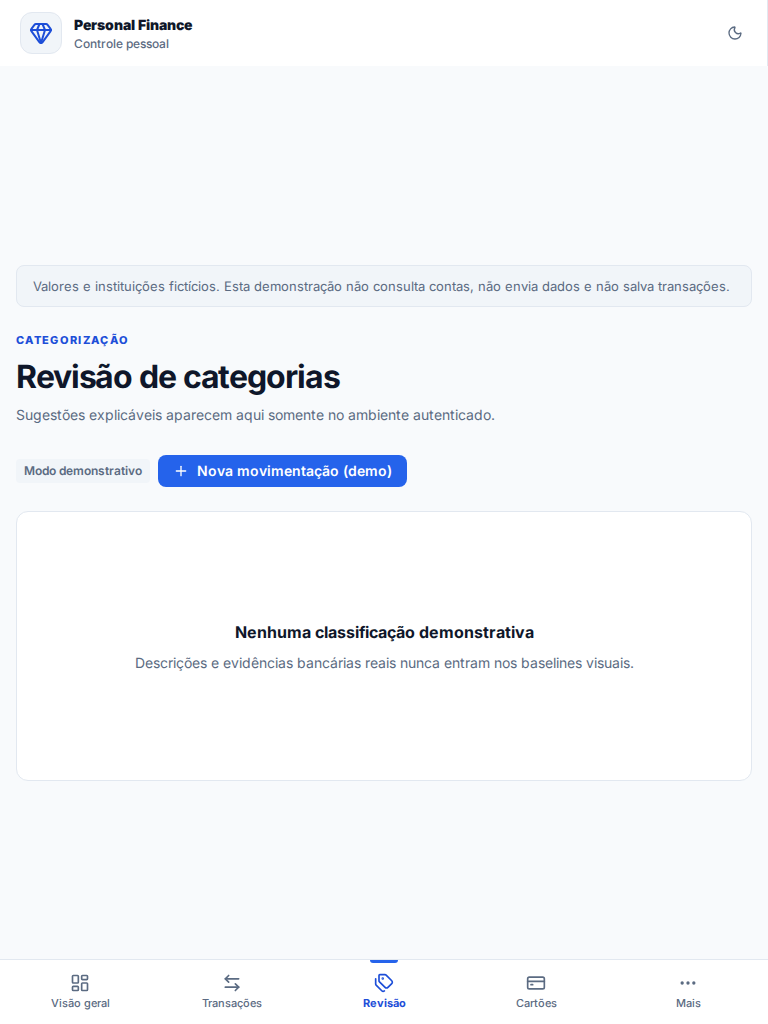 Personal Finance
Controle pessoal
Valores e instituições fictícios. Esta demonstração não consulta contas, não envia dados e não salva transações.
CATEGORIZAÇÃO
Revisão de categorias
Sugestões explicáveis aparecem aqui somente no ambiente autenticado.
Modo demonstrativo
Nova movimentação (demo)
Nenhuma classificação demonstrativa
Descrições e evidências bancárias reais nunca entram nos baselines visuais.
Visão geral
Transações
Revisão
Cartões
Mais